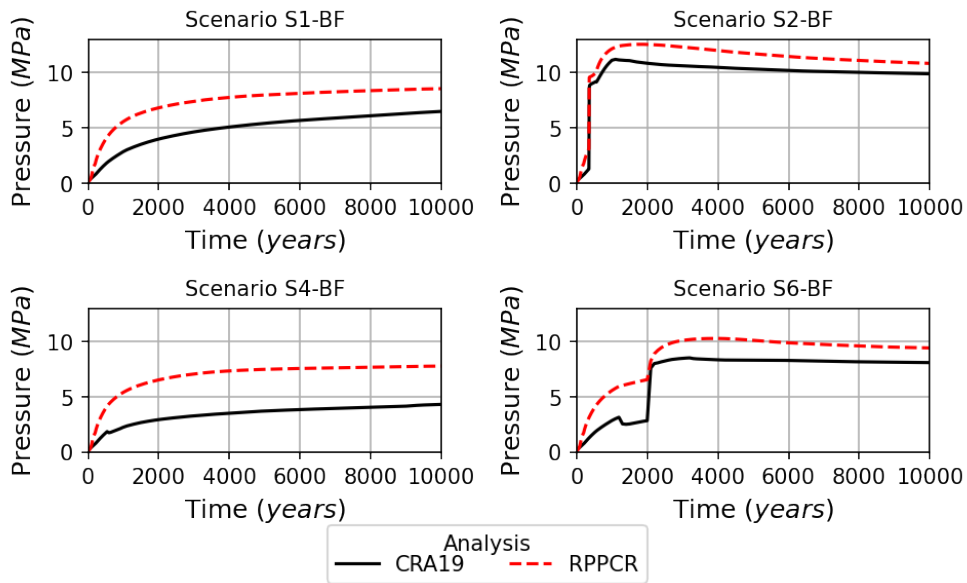 Scenario S1-BF
Pressure (MPa)
10
5
0
0 2000 4000 6000 8000 10000
Time (years)
Scenario S2-BF
Pressure (MPa)
10
5
0
0 2000 4000 6000 8000 10000
Time (years)
Scenario S4-BF
Pressure (MPa)
10
5
0
0 2000 4000 6000 8000 10000
Time (years)
Scenario S6-BF
Pressure (MPa)
10
5
0
0 2000 4000 6000 8000 10000
Time (years)
Analysis
CRA19 RPPCR